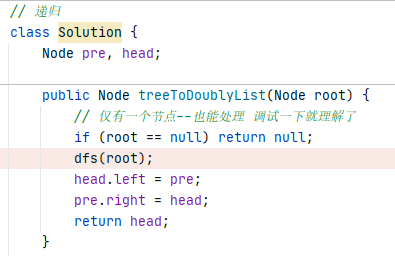 // 递归
class Solution {
    Node pre, head;
    public Node treeToDoublyList(Node root) {
        // 仅有一个节点--也能处理 调试一下就理解了
        if (root == null) return null;
        dfs(root);
        head.left = pre;
        pre.right = head;
        return head;
    }